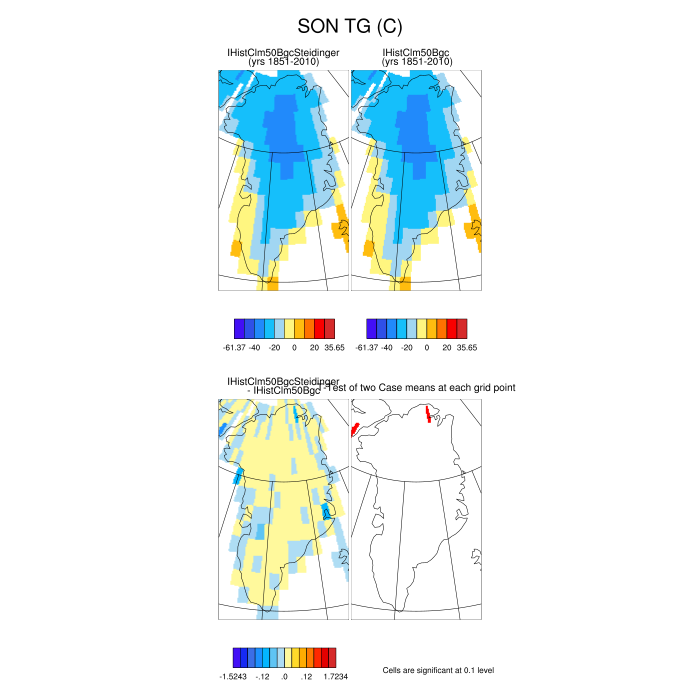 SON TG (C)
IHistClm50BgcSteidinger
(yrs 1851-2010)
IHistClm50Bgc
(yrs 1851-2010)
-61.37 -40 -20 0 20 35.65
-61.37 -40 -20 0 20 35.65
IHistClm50BgcSteidinger
- IHistClm50Bgc
T-Test of two Case means at each grid point
-1.5243 -.12 .0 .12 1.7234
Cells are significant at 0.1 level